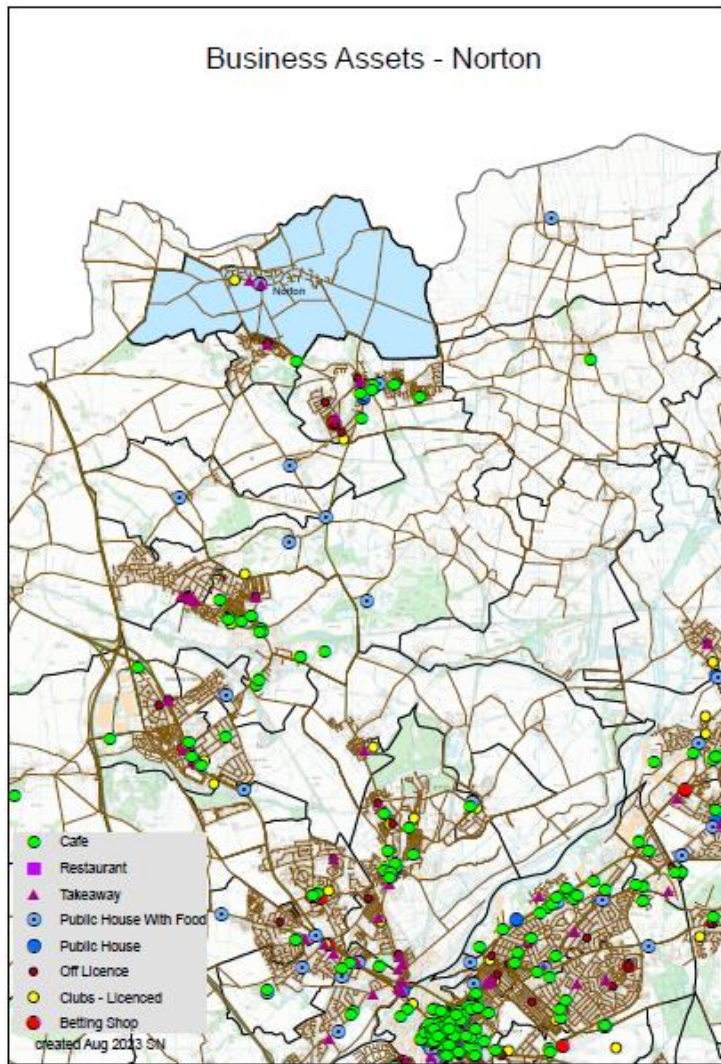 Business Assets - Norton
Norton
Cafe
Restaurant
Takeaway
Public House With Food
Public House
Off Licence
Clubs - Licenced
Betting Shop
created Aug 2023 SN